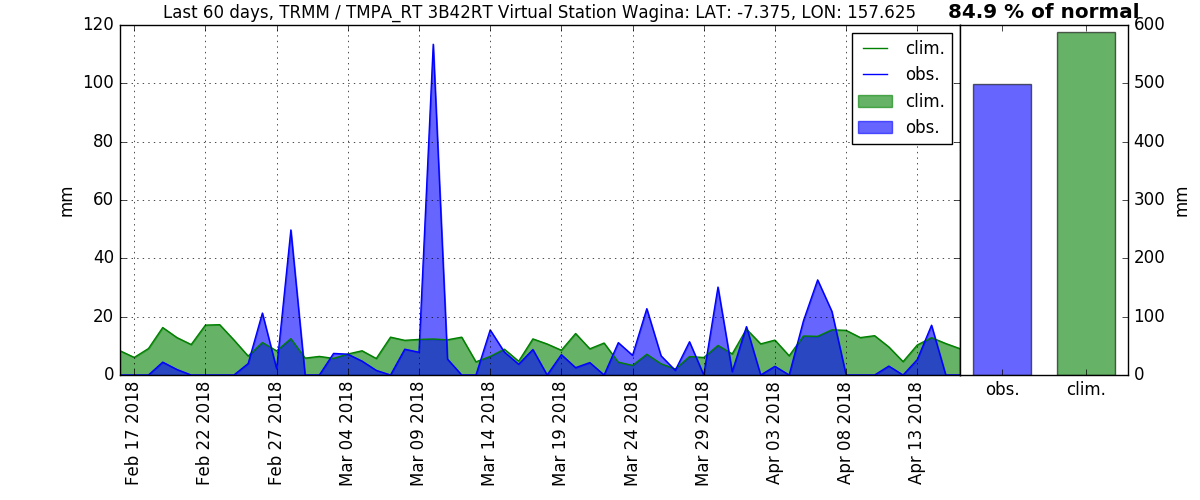 Last 60 days, TRMM / TMPA_RT 3B42RT Virtual Station Wagina: LAT: -7.375, LON: 157.625
84.9 % of normal
120
100
80
60
40
20
0
mm
clim.
obs.
clim.
obs.
600
500
400
300
200
100
0
mm
obs.
clim.
Feb 17 2018
Feb 22 2018
Feb 27 2018
Mar 04 2018
Mar 09 2018
Mar 14 2018
Mar 19 2018
Mar 24 2018
Mar 29 2018
Apr 03 2018
Apr 08 2018
Apr 13 2018